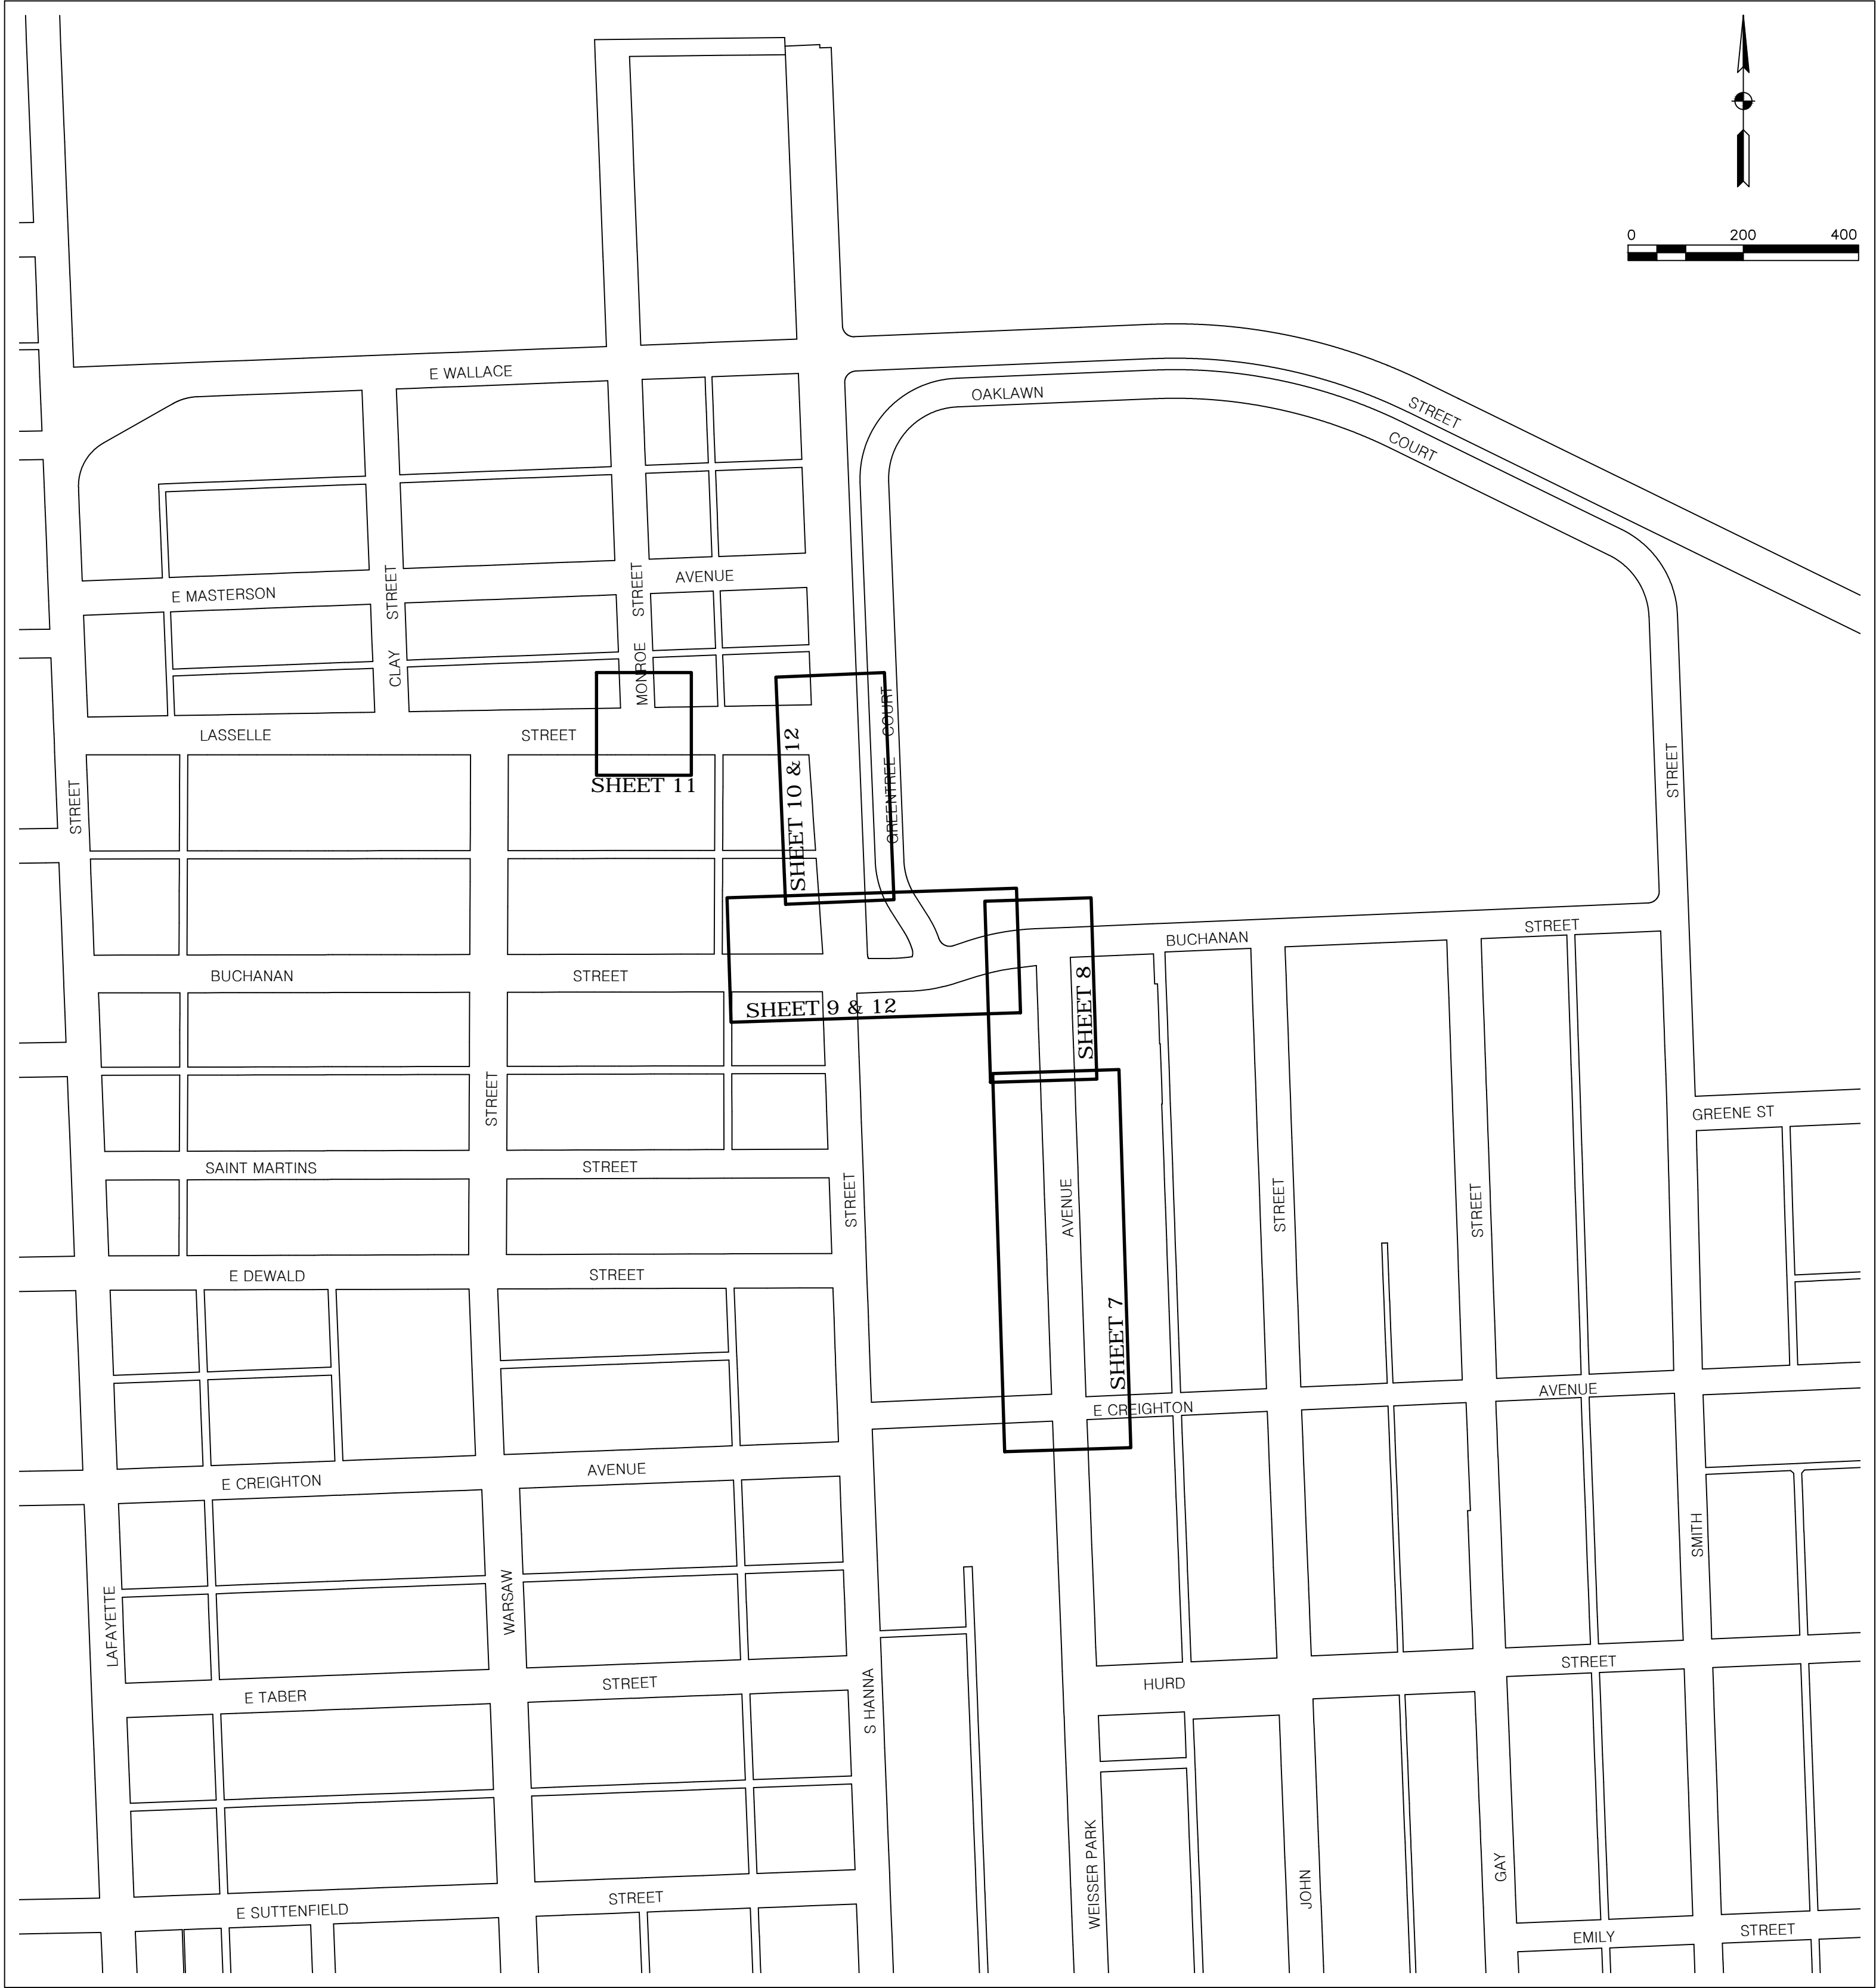 0 200 400
E WALLACE
STREET
OAKLAWN
COURT
E MASTERSON
AVENUE
CLAY STREET
MONROE STREET
LASSELLE
STREET
SHEET 11
SHEET 10 & 12
GREENTREE COURT
STREET
STREET
BUCHANAN
STREET
BUCHANAN
STREET
SHEET 9 & 12
SHEET 8
STREET
GREENE ST
SAINT MARTINS
STREET
STREET
AVENUE
STREET
STREET
E DEWALD
STREET
SHEET 7
E CREIGHTON
AVENUE
E CREIGHTON
AVENUE
SMITH
LAFAYETTE
WARSAW
S HANNA
HURD
STREET
E TABER
STREET
WEISSER PARK
JOHN
GAY
E SUTTENFIELD
STREET
EMILY
STREET